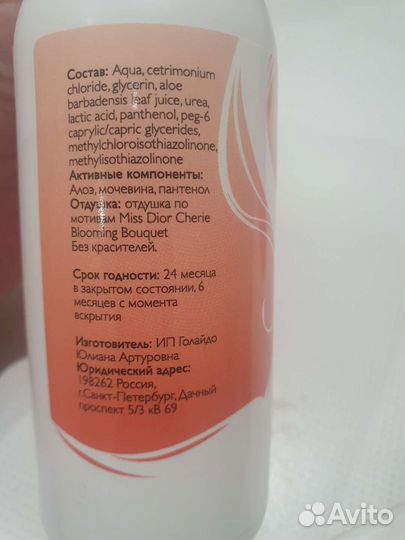 Состав: Aqua, cetrimonium
chloride, glycerin, aloe
barbadensis leaf juice, urea,
lactic acid, panthenol, peg-6
caprylic/capric glycerides,
methylchloroisothiazolinone,
methylisothiazolinone
Активные компоненты:
Алоэ, мочевина, пантенол
Отдушка: отдушка по
мотивам Miss Dior Cherie
Blooming Bouquet
Без красителей.
Срок годности: 24 месяца
в закрытом состоянии, 6
месяцев с момента
вскрытия
Изготовитель: ИП Голайдо
Юлиана Артуровна
Юридический адрес:
198262 Россия,
г.Санкт-Петербург, Дачный
проспект 5/3 кВ 69
Avito